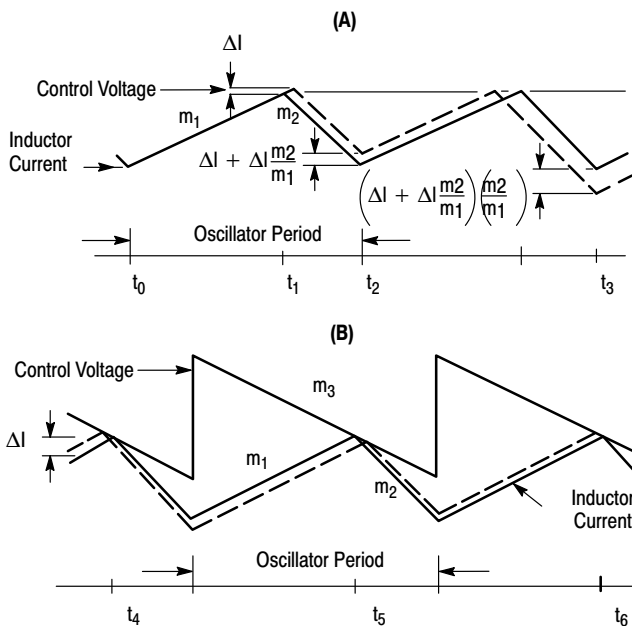 (A)
ΔI
Control Voltage
m1
m2
Inductor
Current
ΔI + ΔI m2/m1
(ΔI + ΔI m2/m1)(m2/m1)
Oscillator Period
t0
t1
t2
t3
(B)
Control Voltage
m3
ΔI
m1
m2
Inductor
Current
Oscillator Period
t4
t5
t6